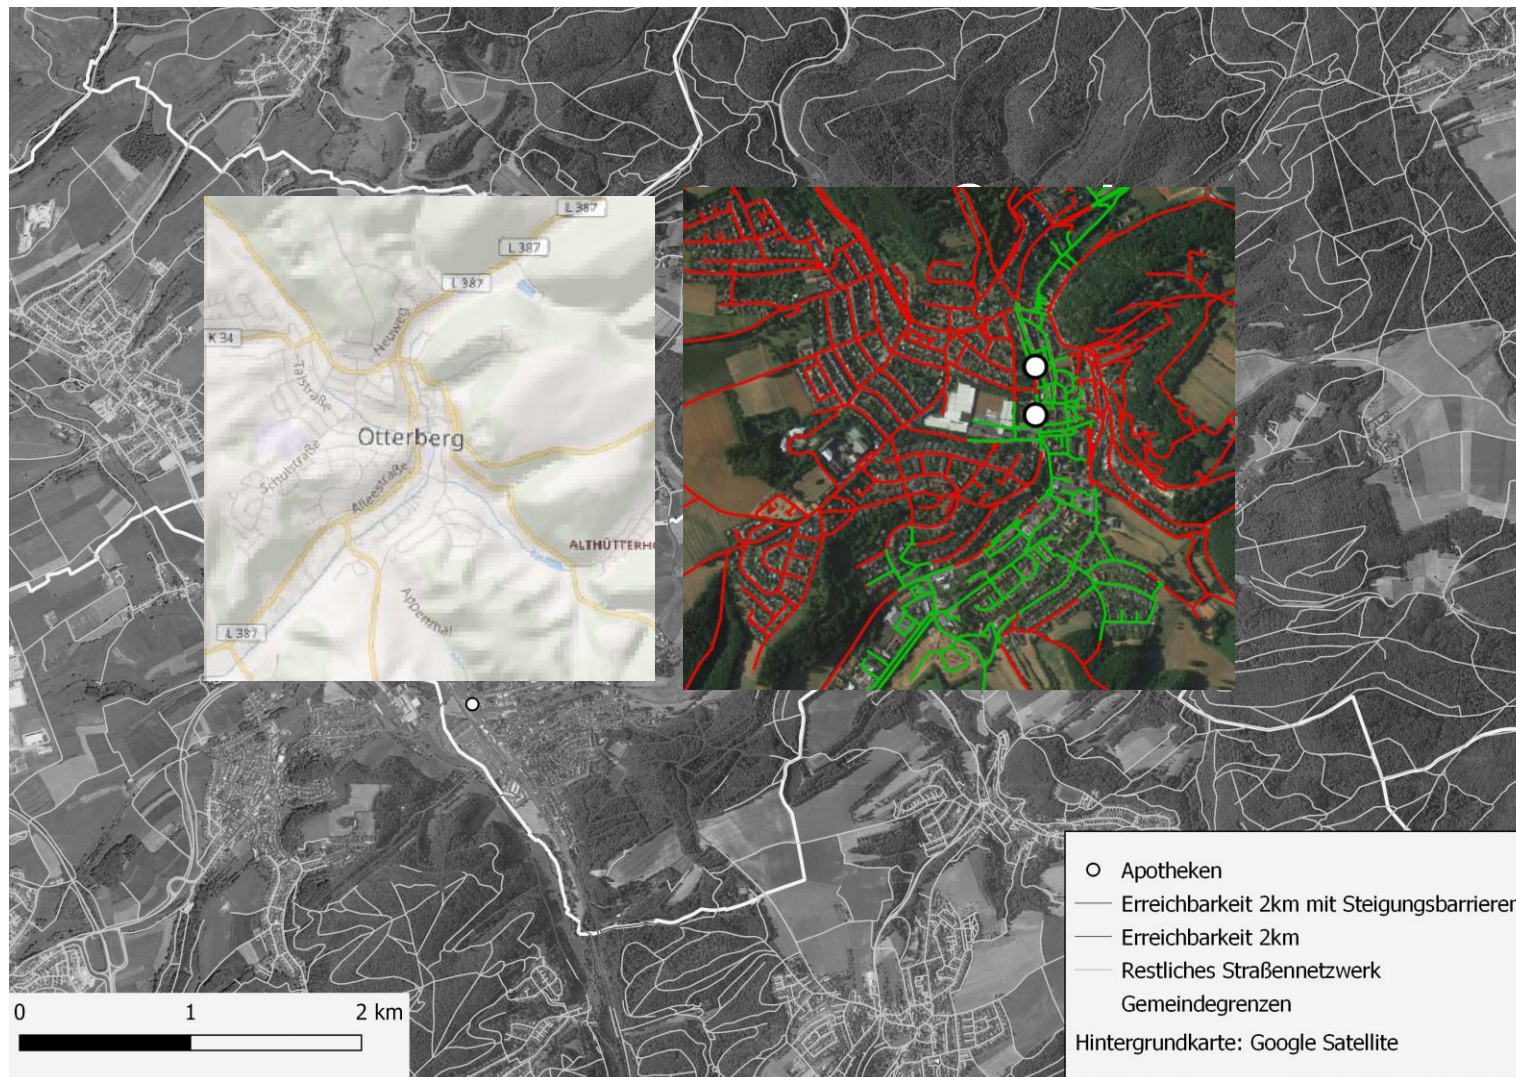 L 387
L 387
L 387
K 34
Neuweg
Talstraße
Otterberg
Schulstraße
Alleestraße
ALTHÜTTERHO
Appenthal
L 387
Apotheken
Erreichbarkeit 2km mit Steigungsbarrieren
Erreichbarkeit 2km
Restliches Straßennetzwerk
Gemeindegrenzen
Hintergrundkarte: Google Satellite
0 1 2 km